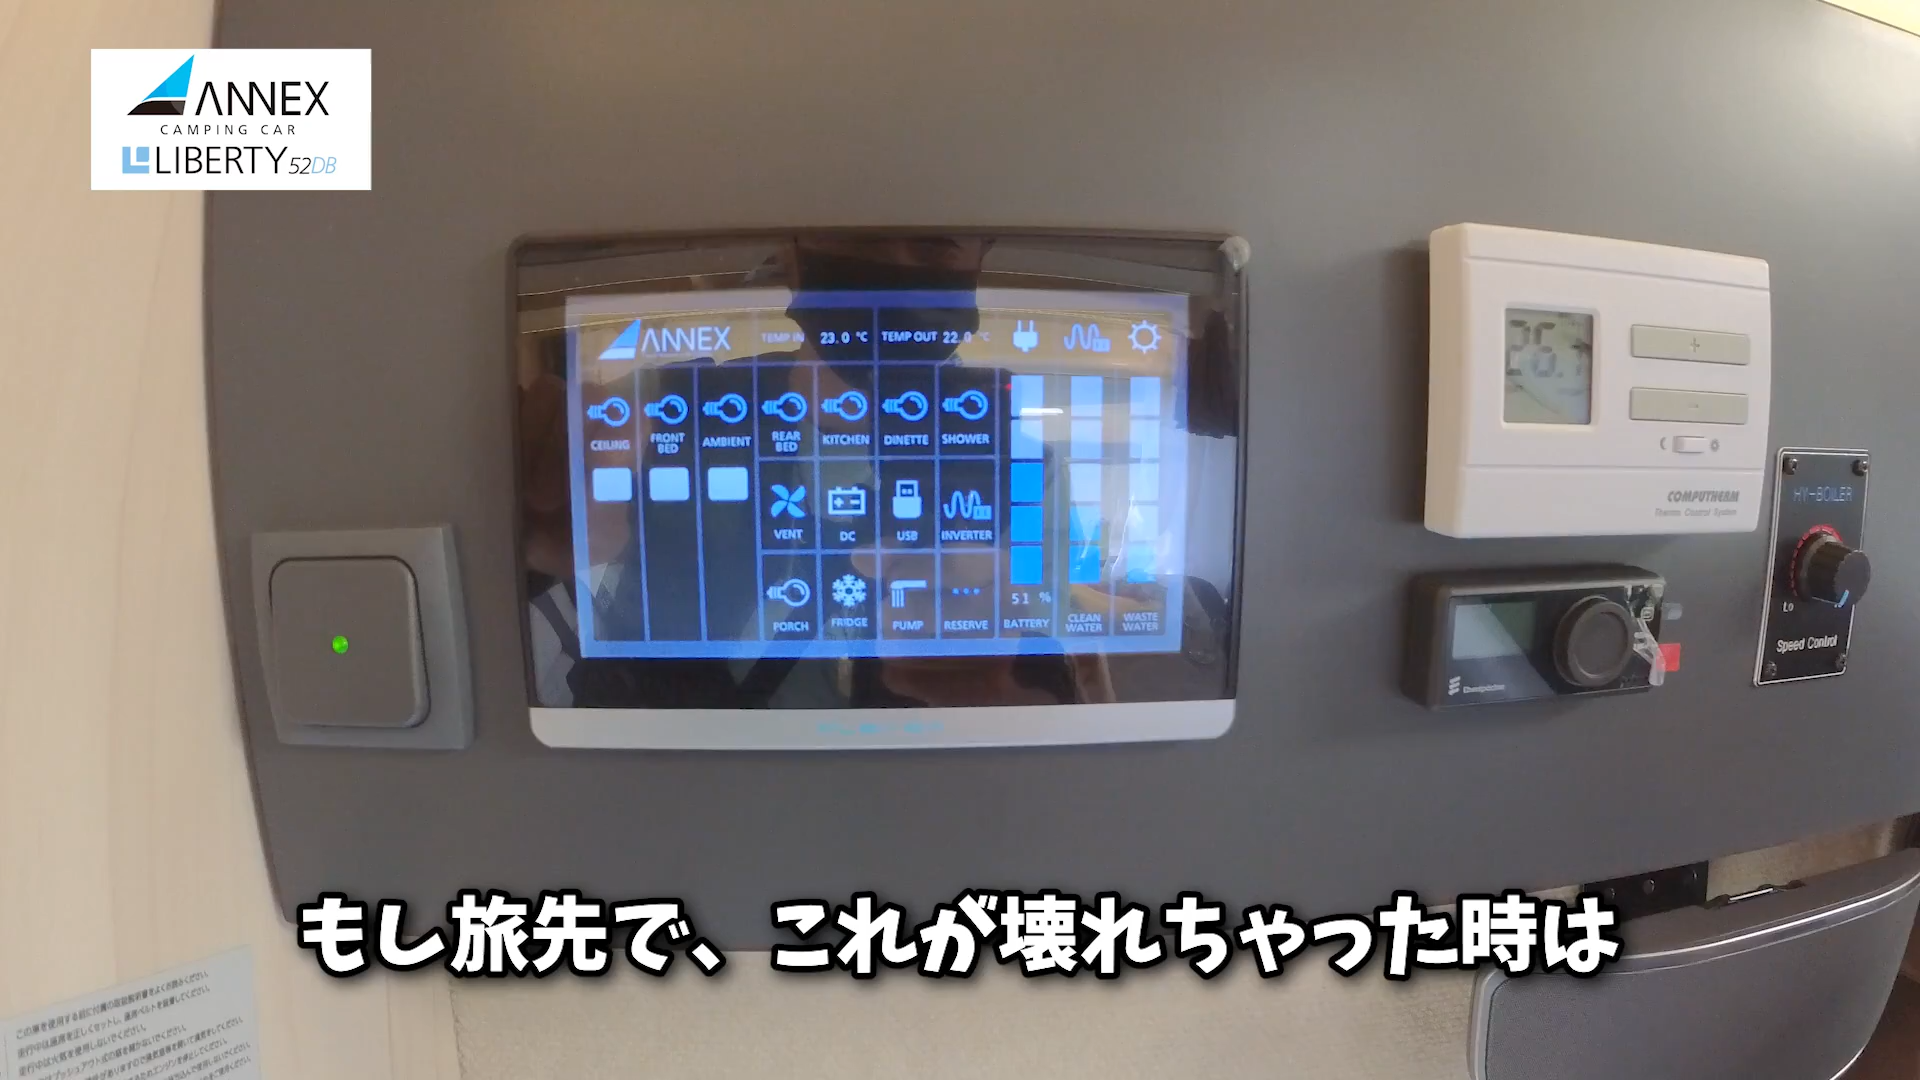 ANNEX
CAMPING CAR
LIBERTY 52DB
ANNEX
TEMP IN 23.0 ℃
TEMP OUT 22.0 ℃
CEILING
FRONT BED
AMBIENT
REAR BED
KITCHEN
DINETTE
SHOWER
VENT
DC
USB
INVERTER
PORCH
FRIDGE
PUMP
RESERVE
51 %
BATTERY
CLEAN WATER
WASTE WATER
+
-
COMPUTHERM
HY-BOILER
Lo
Speed Control
もし旅先で、これが壊れちゃった時は